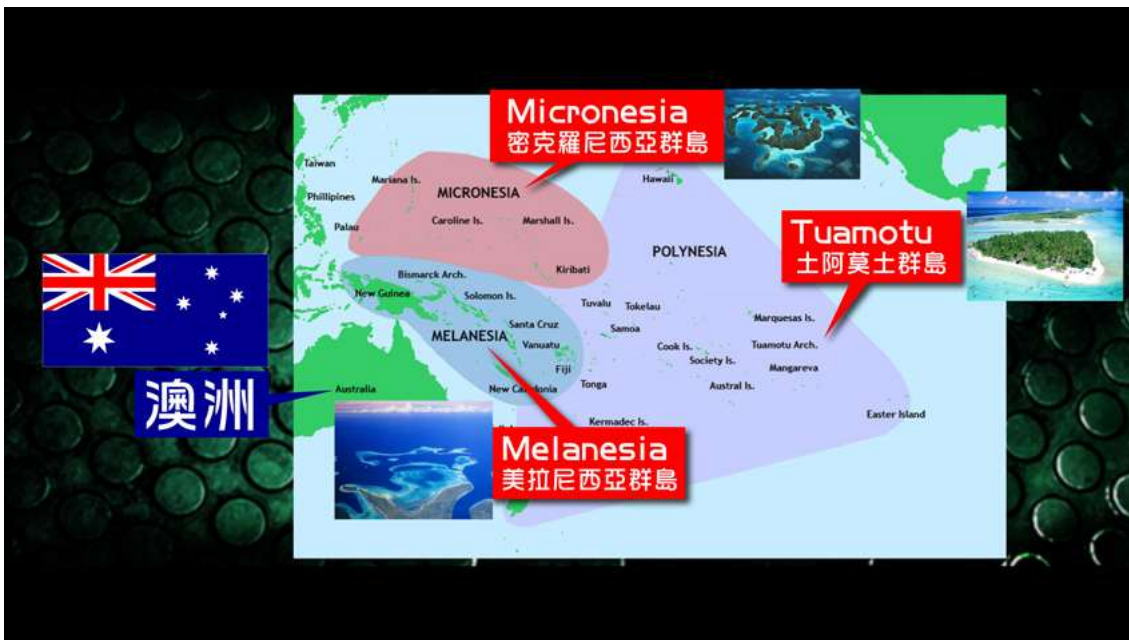 Micronesia
密克羅尼西亞群島
Taiwan
Mariana Is.
Hawaii
Phillipines
MICRONESIA
Palau
Caroline Is.
Marshall Is.
Tuamotu
土阿莫土群島
POLYNESIA
Bismarck Arch.
Kiribati
New Guinea
Solomon Is.
Tuvalu
Tokelau
Marquesas Is.
Santa Cruz
Samoa
MELANESIA
Vanuatu
Cook Is.
Tuamotu Arch.
Society Is.
Fiji
Mangareva
澳洲
Australia
New Caledonia
Tonga
Austral Is.
Kermadec Is.
Easter Island
Melanesia
美拉尼西亞群島